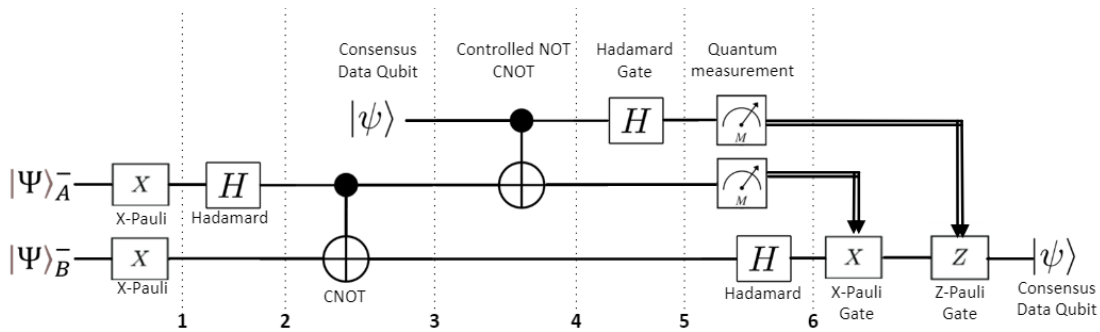 Consensus
Data Qubit
Controlled NOT
CNOT
Hadamard
Gate
Quantum
measurement
|ψ⟩
H
M
|Ψ⟩⁻_A
X
H
M
X-Pauli
Hadamard
|Ψ⟩⁻_B
X
H
X
Z
|ψ⟩
X-Pauli
CNOT
Hadamard
X-Pauli
Gate
Z-Pauli
Gate
Consensus
Data Qubit
1
2
3
4
5
6